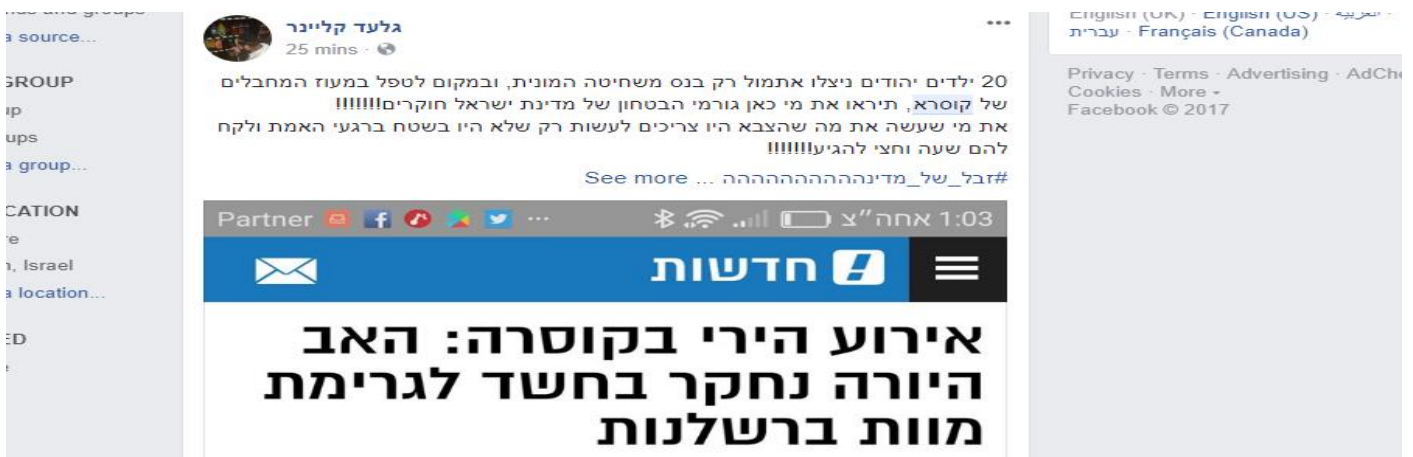 a source...
GROUP
up
ups
a group...
CATION
re
n, Israel
a location...
ED
גלעד קליינר
25 mins ·
20 ילדים יהודים ניצלו אתמול רק בנס משחיטה המונית, ובמקום לטפל במעוז המחבלים
של קוסרא, תיראו את מי כאן גורמי הבטחון של מדינת ישראל חוקרים!!!!!!!
את מי שעשה את מה שהצבא היו צריכים לעשות רק שלא היו בשטח ברגעי האמת ולקח
להם שעה וחצי להגיע!!!!!!!
#זבל_של_מדינההההההההההה ... See more
Partner ... 1:03 אחה״צ
חדשות
אירוע הירי בקוסרה: האב
היורה נחקר בחשד לגרימת
מוות ברשלנות
English (UK) · English (US) · العربية ·
עברית · Français (Canada)
Privacy · Terms · Advertising · AdCho
Cookies · More
Facebook © 2017